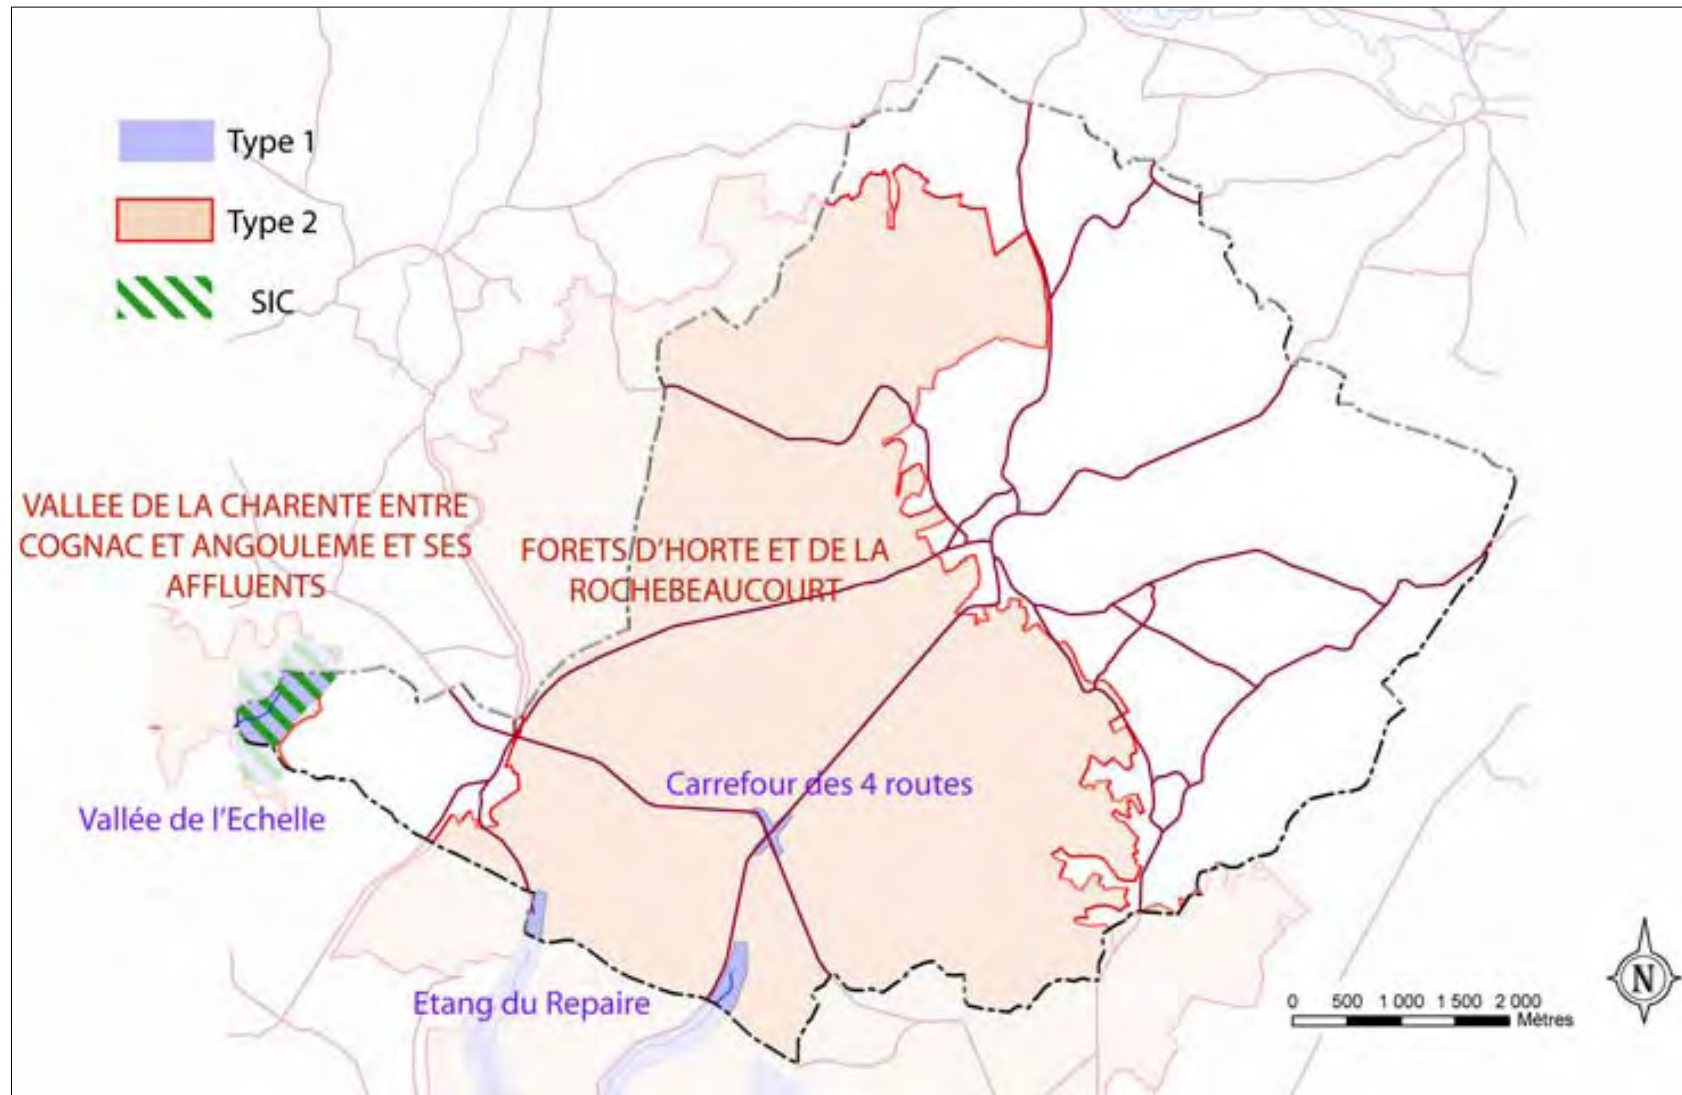 Type 1
Type 2
SIC
VALLEE DE LA CHARENTE ENTRE
COGNAC ET ANGOULEME ET SES
AFFLUENTS
FORETS D'HORTE ET DE LA
ROCHEBEAUCOURT
Carrefour des 4 routes
Vallée de l'Echelle
Etang du Repaire
0 500 1 000 1 500 2 000
Mètres
N